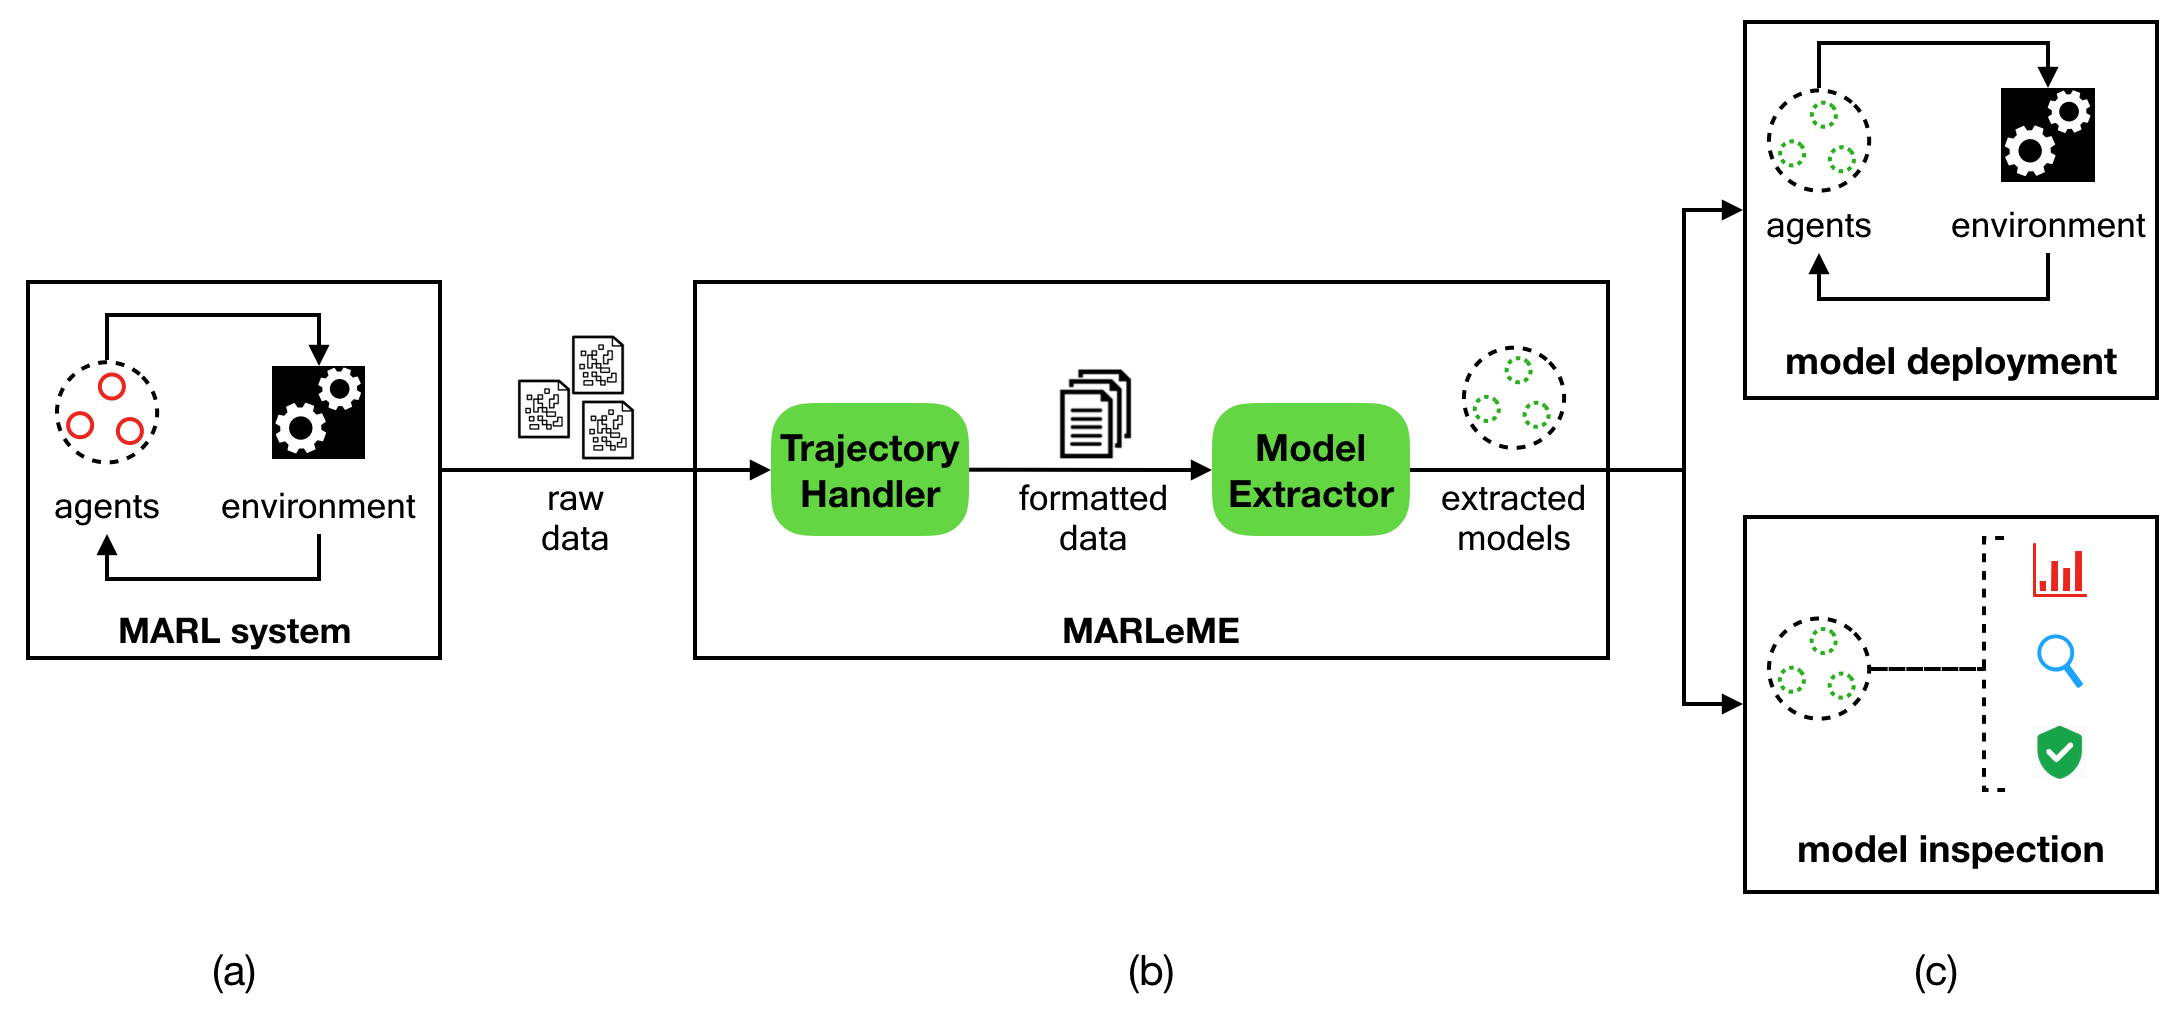 agents
environment
MARL system
raw
data
Trajectory
Handler
formatted
data
Model
Extractor
extracted
models
MARLeME
agents
environment
model deployment
model inspection
(a)
(b)
(c)